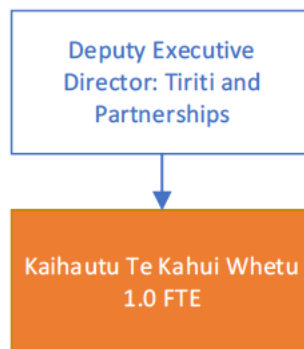 Deputy Executive
Director: Tiriti and
Partnerships
Kaihautu Te Kahui Whetu
1.0 FTE